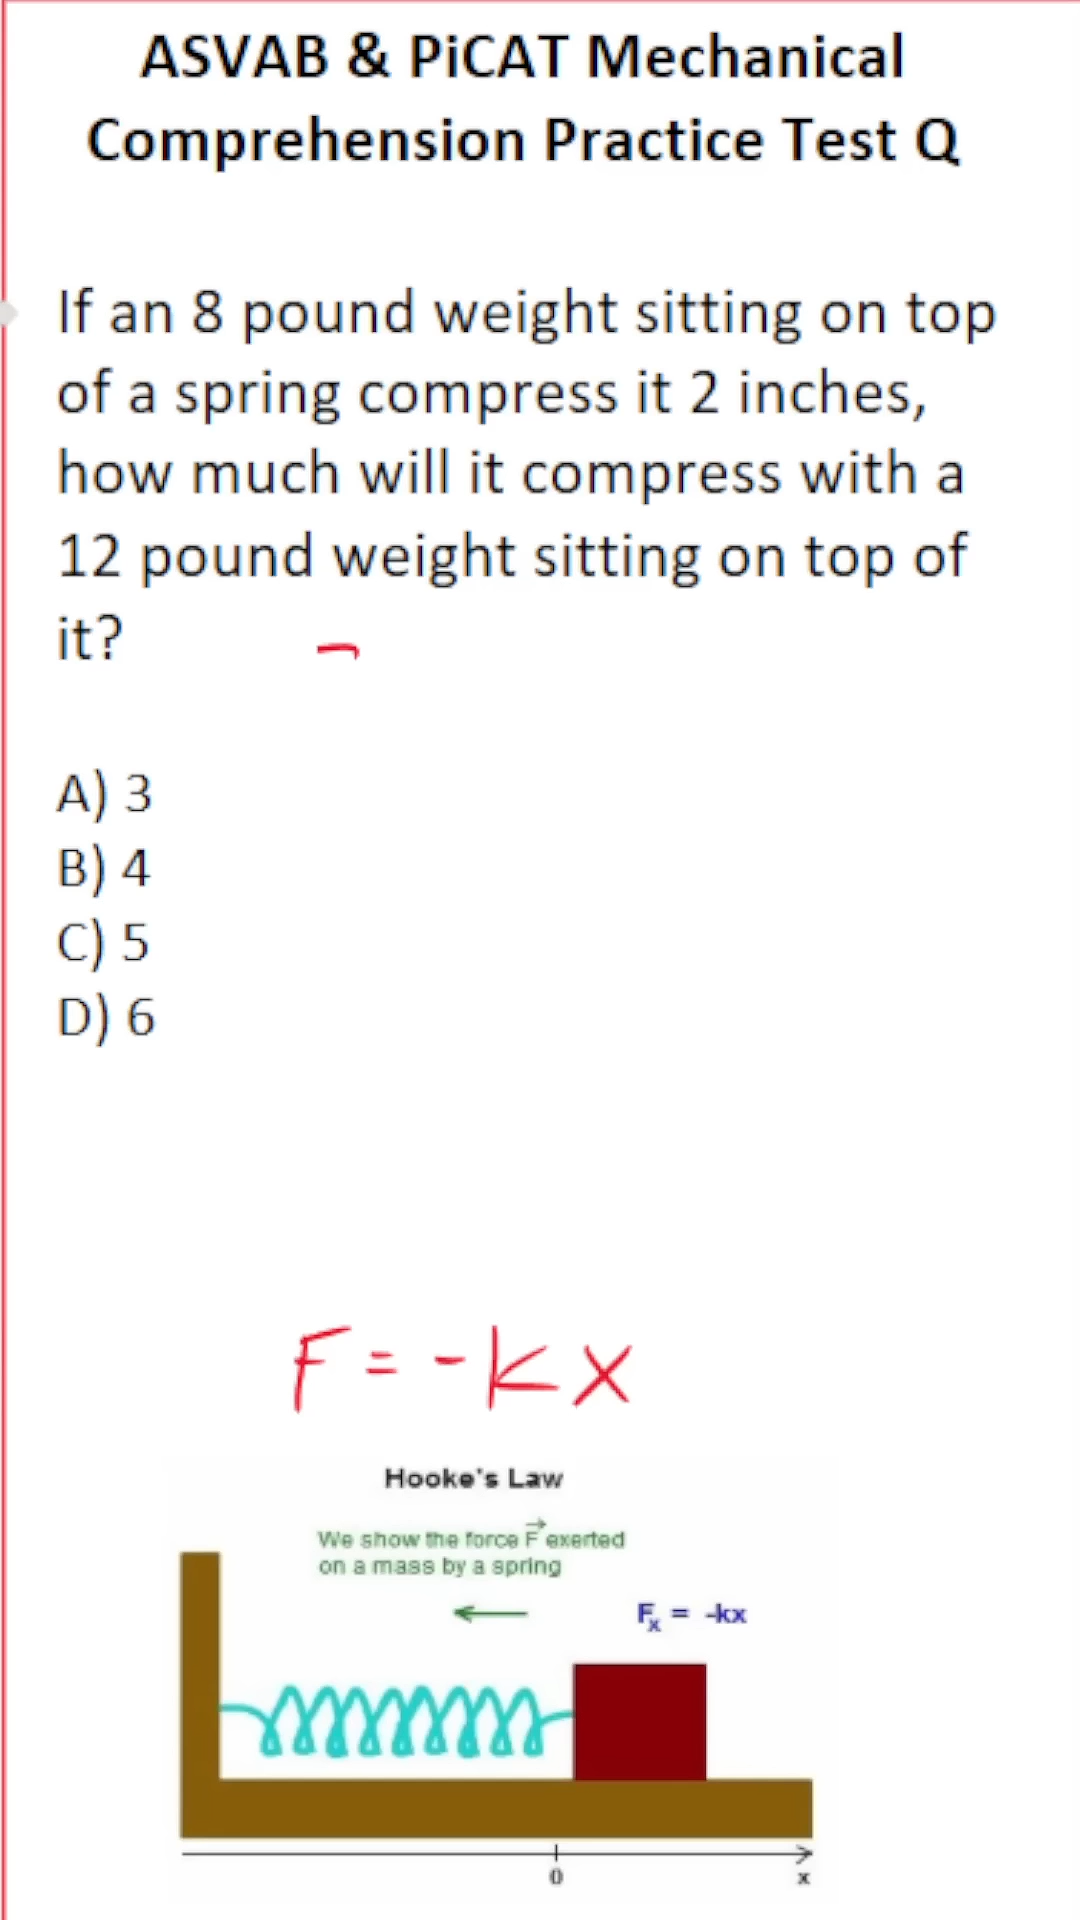 ASVAB & PiCAT Mechanical
Comprehension Practice Test Q
If an 8 pound weight sitting on top
of a spring compress it 2 inches,
how much will it compress with a
12 pound weight sitting on top of
it?
A) 3
B) 4
C) 5
D) 6
F = -kx
Hooke's Law
We show the force F exerted
on a mass by a spring
Fx = -kx
0
x